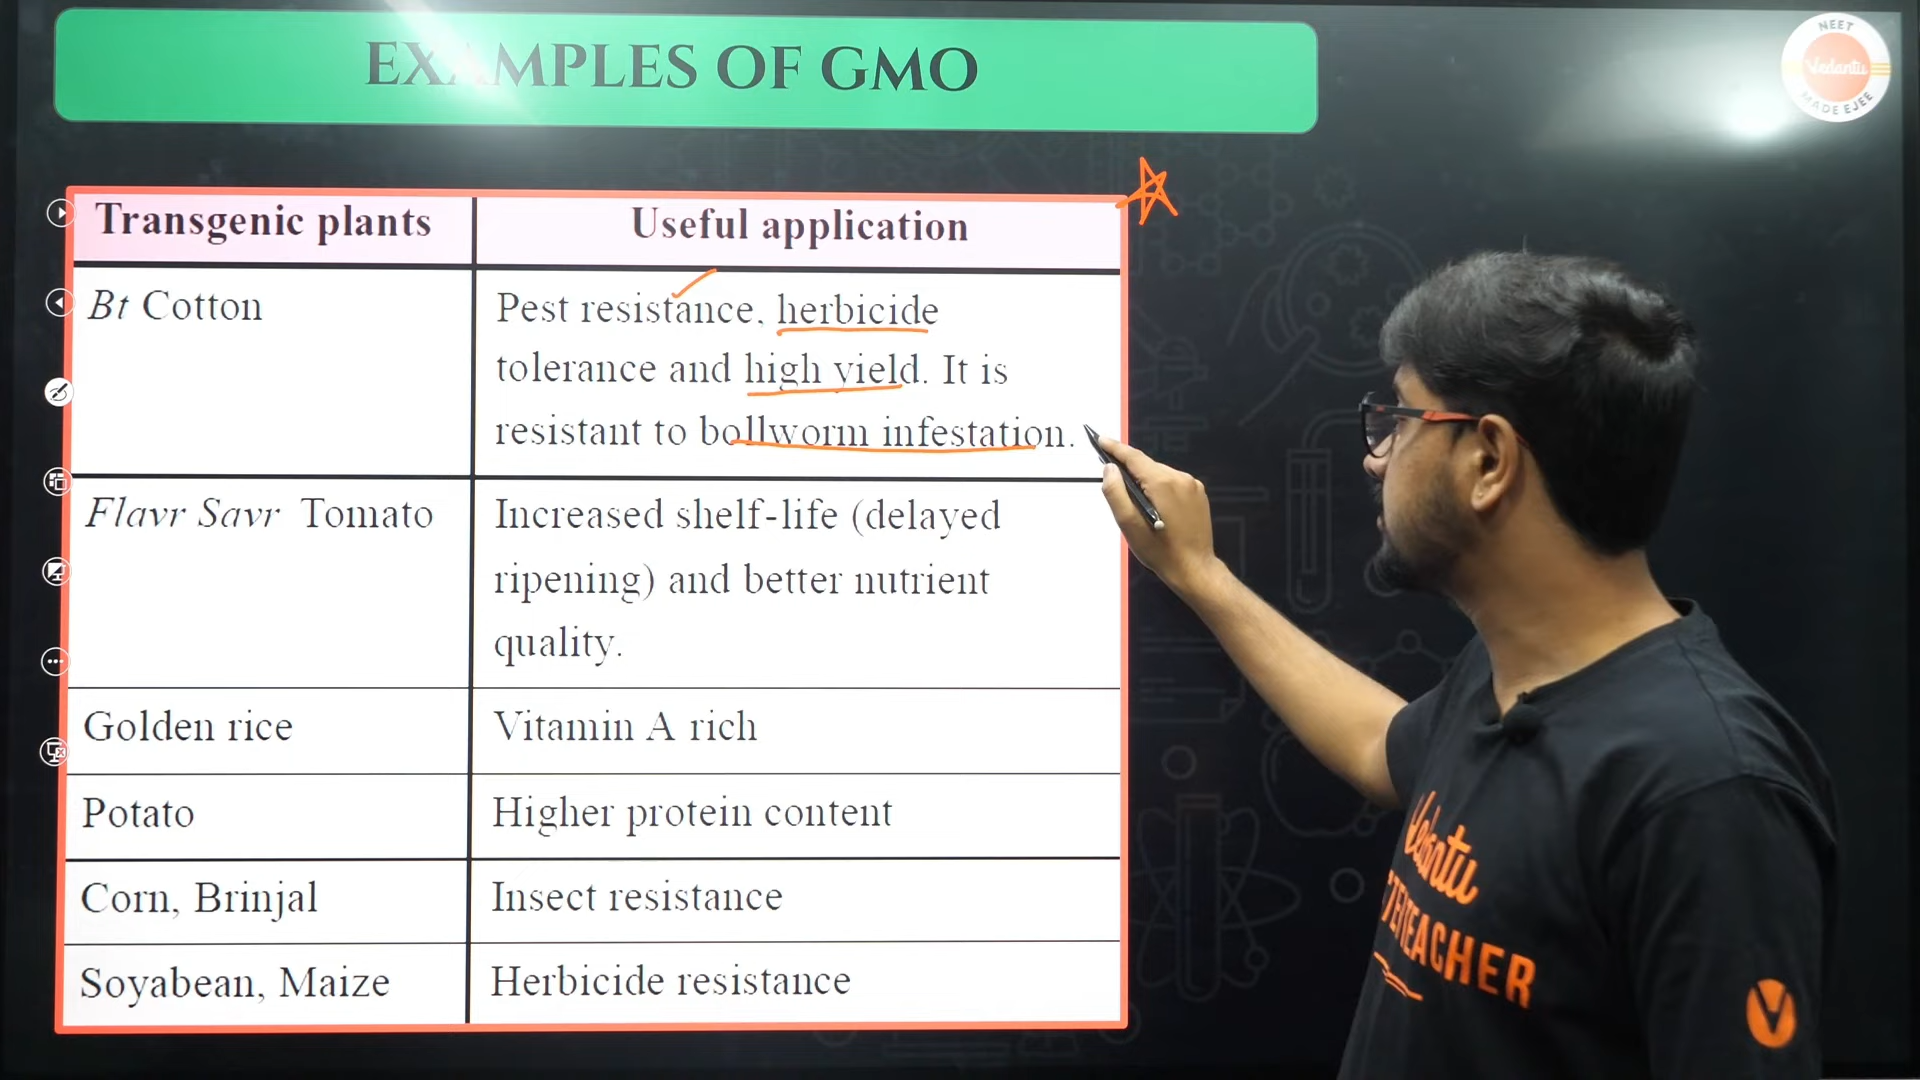 EXAMPLES OF GMO
NEET
Vedantu
MADE EJEE
Transgenic plants
Useful application
Bt Cotton
Pest resistance, herbicide
tolerance and high yield. It is
resistant to bollworm infestation.
Flavr Savr Tomato
Increased shelf-life (delayed
ripening) and better nutrient
quality.
Golden rice
Vitamin A rich
Potato
Higher protein content
Corn, Brinjal
Insect resistance
Soyabean, Maize
Herbicide resistance
Vedantu
TEACHER
V